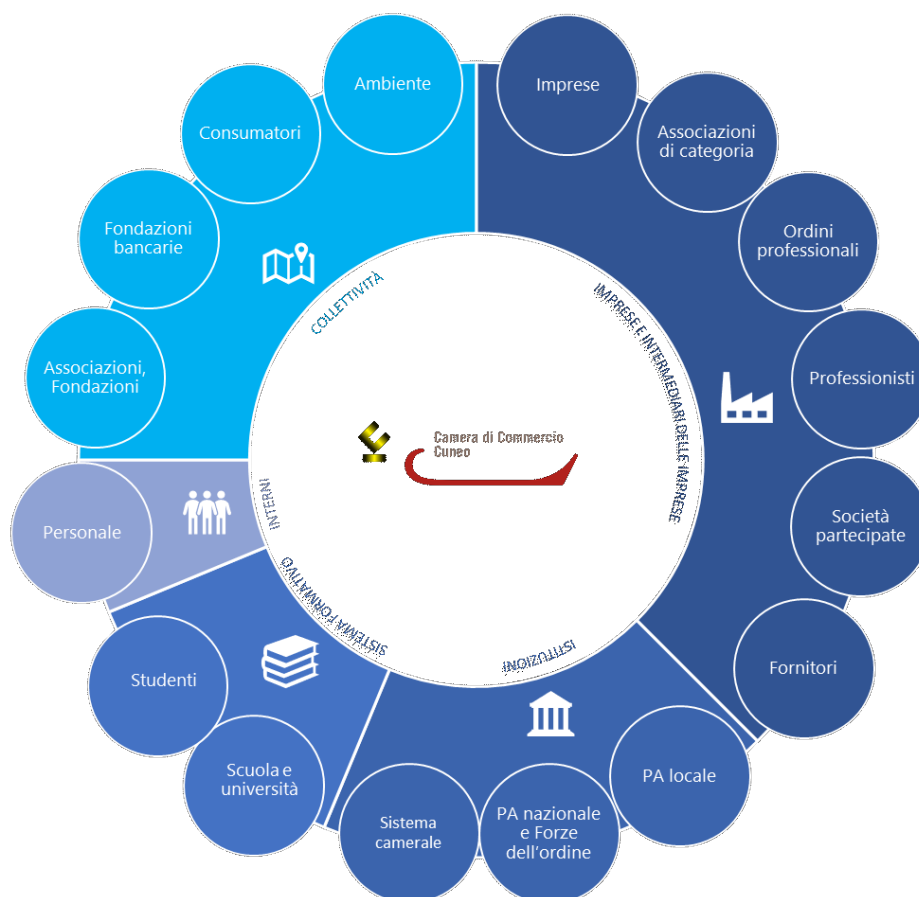 Ambiente
Imprese
Consumatori
Associazioni
di categoria
Fondazioni
bancarie
Ordini
professionali
COLLETTIVITÀ
IMPRESE E INTERMEDIARI DELLE IMPRESE
Associazioni,
Fondazioni
Professionisti
Camera di Commercio
Cuneo
Personale
INTERNI
Società
partecipate
SISTEMA FORMATIVO
ISTITUZIONI
Studenti
Fornitori
Scuola e
università
PA locale
Sistema
camerale
PA nazionale
e Forze
dell'ordine